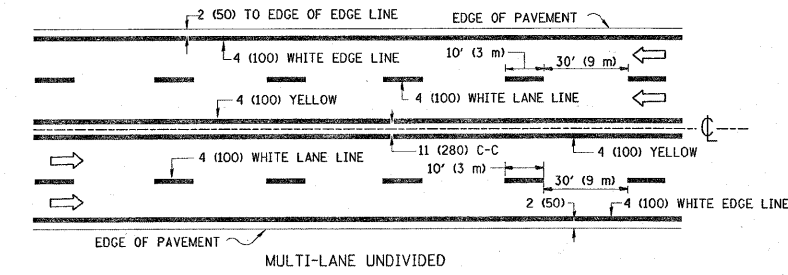 2 (50) TO EDGE OF EDGE LINE
EDGE OF PAVEMENT
4 (100) WHITE EDGE LINE
10' (3 m)
30' (9 m)
4 (100) YELLOW
4 (100) WHITE LANE LINE
℄
4 (100) WHITE LANE LINE
11 (280) C-C
4 (100) YELLOW
10' (3 m)
30' (9 m)
2 (50)
4 (100) WHITE EDGE LINE
EDGE OF PAVEMENT
MULTI-LANE UNDIVIDED